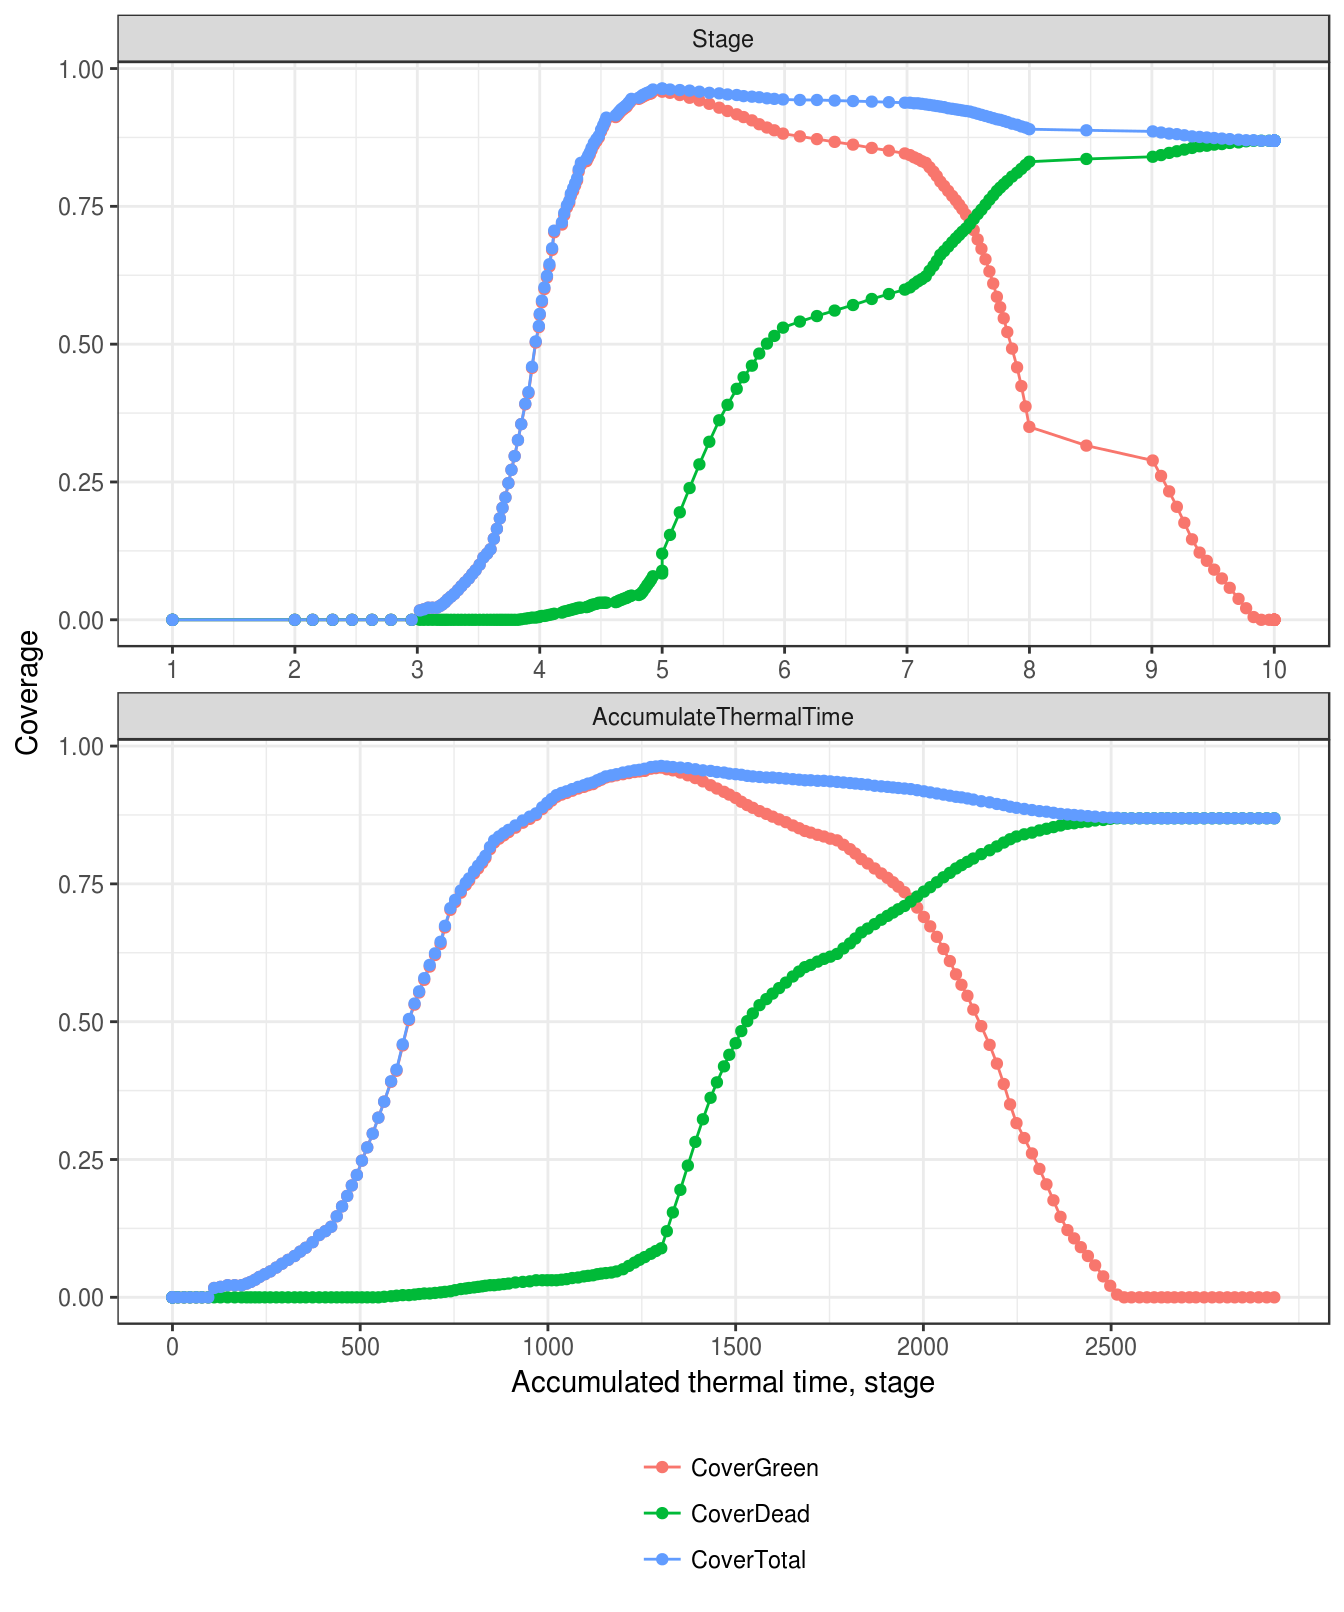 Stage
1.00
0.75
0.50
0.25
0.00
1 2 3 4 5 6 7 8 9 10
Coverage
AccumulateThermalTime
1.00
0.75
0.50
0.25
0.00
0 500 1000 1500 2000 2500
Accumulated thermal time, stage
CoverGreen
CoverDead
CoverTotal